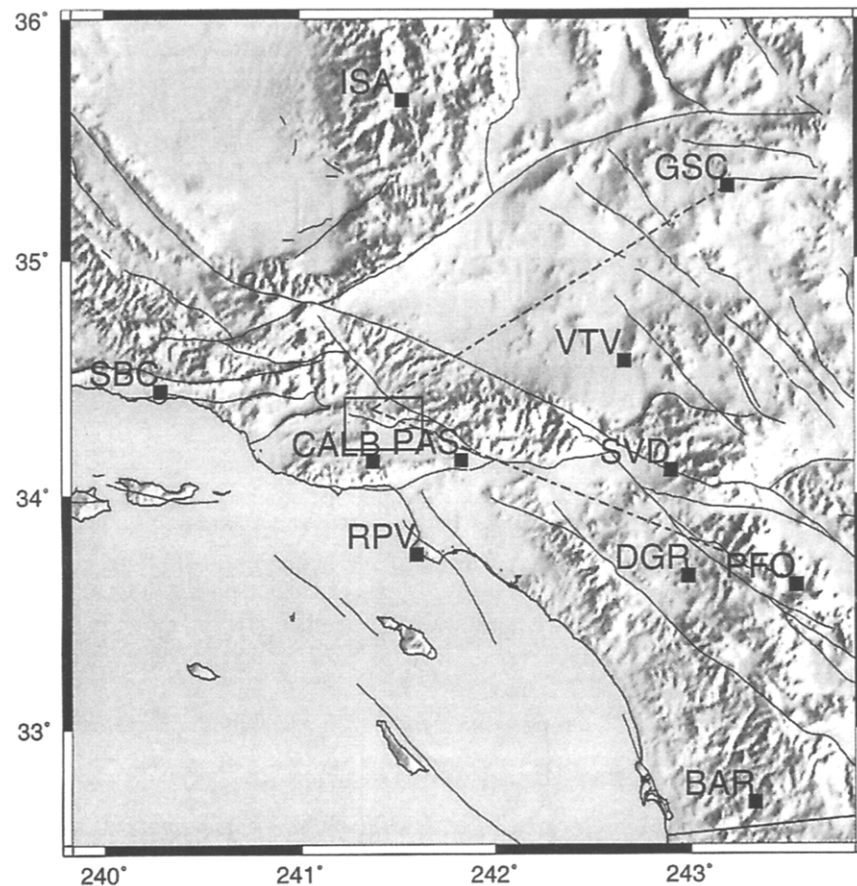 36°
ISA
GSC
35°
VTV
SBC
CALB PAS
SVD
34°
RPV
DGR
PFO
33°
BAR
240°
241°
242°
243°